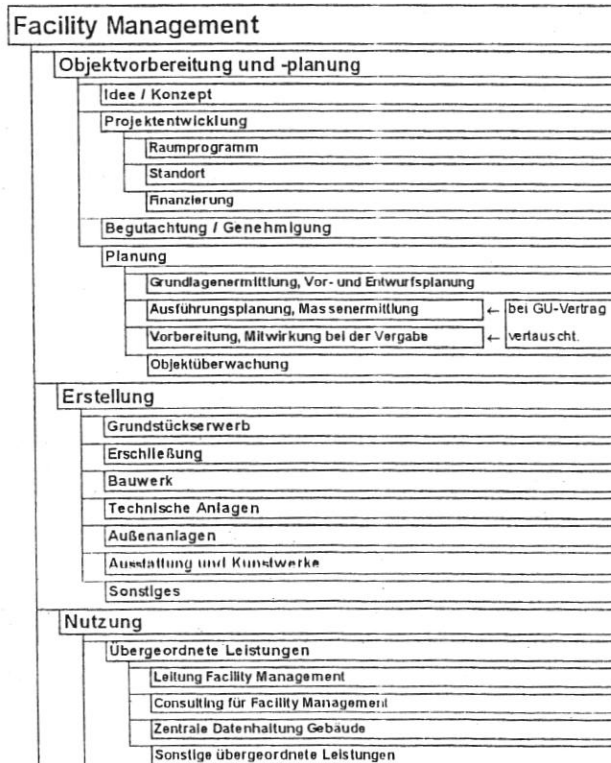 Facility Management
Objektvorbereitung und -planung
Idee / Konzept
Projektentwicklung
Raumprogramm
Standort
Finanzierung
Begutachtung / Genehmigung
Planung
Grundlagenermittlung, Vor- und Entwurfsplanung
Ausführungsplanung, Massenermittlung ← bei GU-Vertrag
Vorbereitung, Mitwirkung bei der Vergabe ← vertauscht.
Objektüberwachung
Erstellung
Grundstückserwerb
Erschließung
Bauwerk
Technische Anlagen
Außenanlagen
Ausstattung und Kunstwerke
Sonstiges
Nutzung
Übergeordnete Leistungen
Leitung Facility Management
Consulting für Facility Management
Zentrale Datenhaltung Gebäude
Sonstige übergeordnete Leistungen